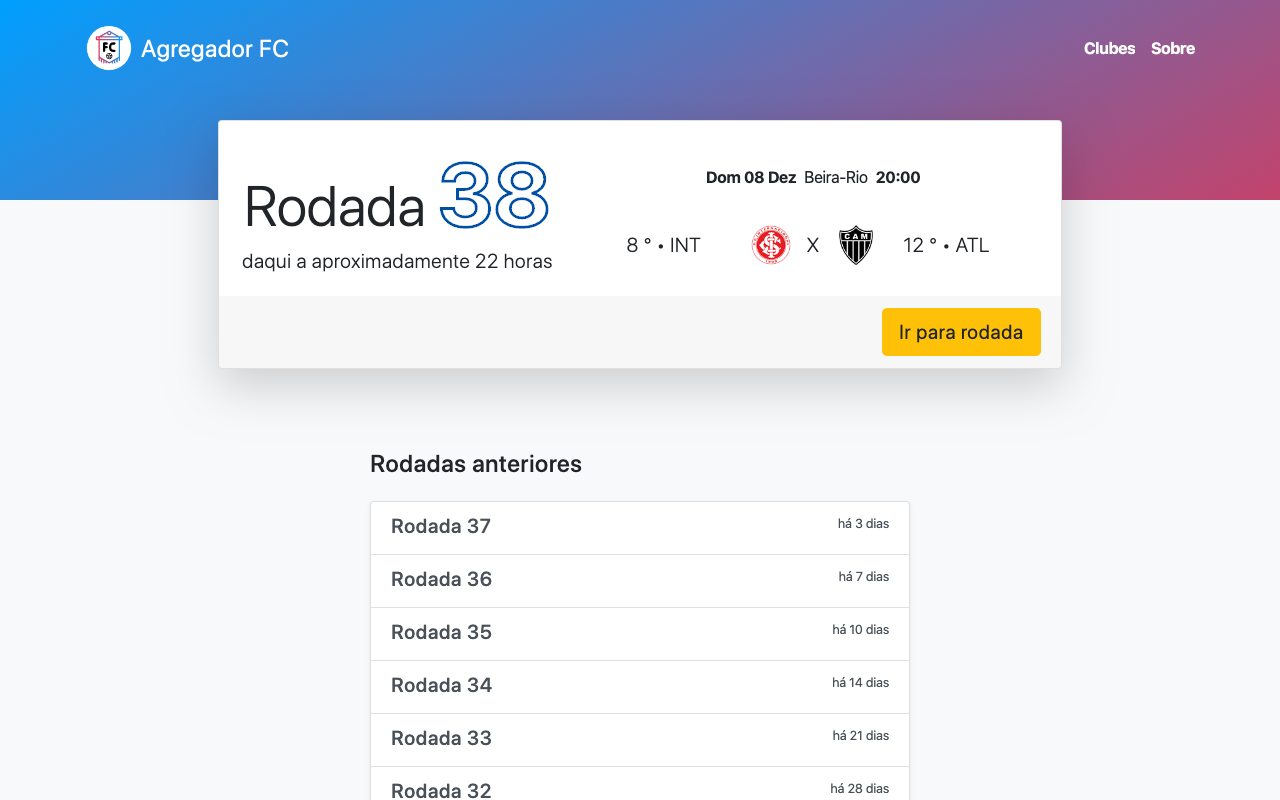 FC
Agregador FC
Clubes Sobre
Rodada 38
daqui a aproximadamente 22 horas
Dom 08 Dez Beira-Rio 20:00
8 ° • INT X CAM 12 ° • ATL
Ir para rodada
Rodadas anteriores
Rodada 37 há 3 dias
Rodada 36 há 7 dias
Rodada 35 há 10 dias
Rodada 34 há 14 dias
Rodada 33 há 21 dias
Rodada 32 há 28 dias